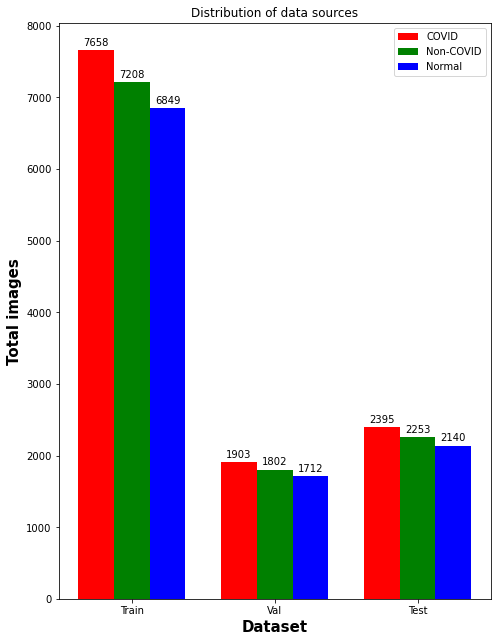 Distribution of data sources
COVID
Non-COVID
Normal
Total images
8000
7000
6000
5000
4000
3000
2000
1000
0
7658
7208
6849
1903
1802
1712
2395
2253
2140
Train
Val
Test
Dataset